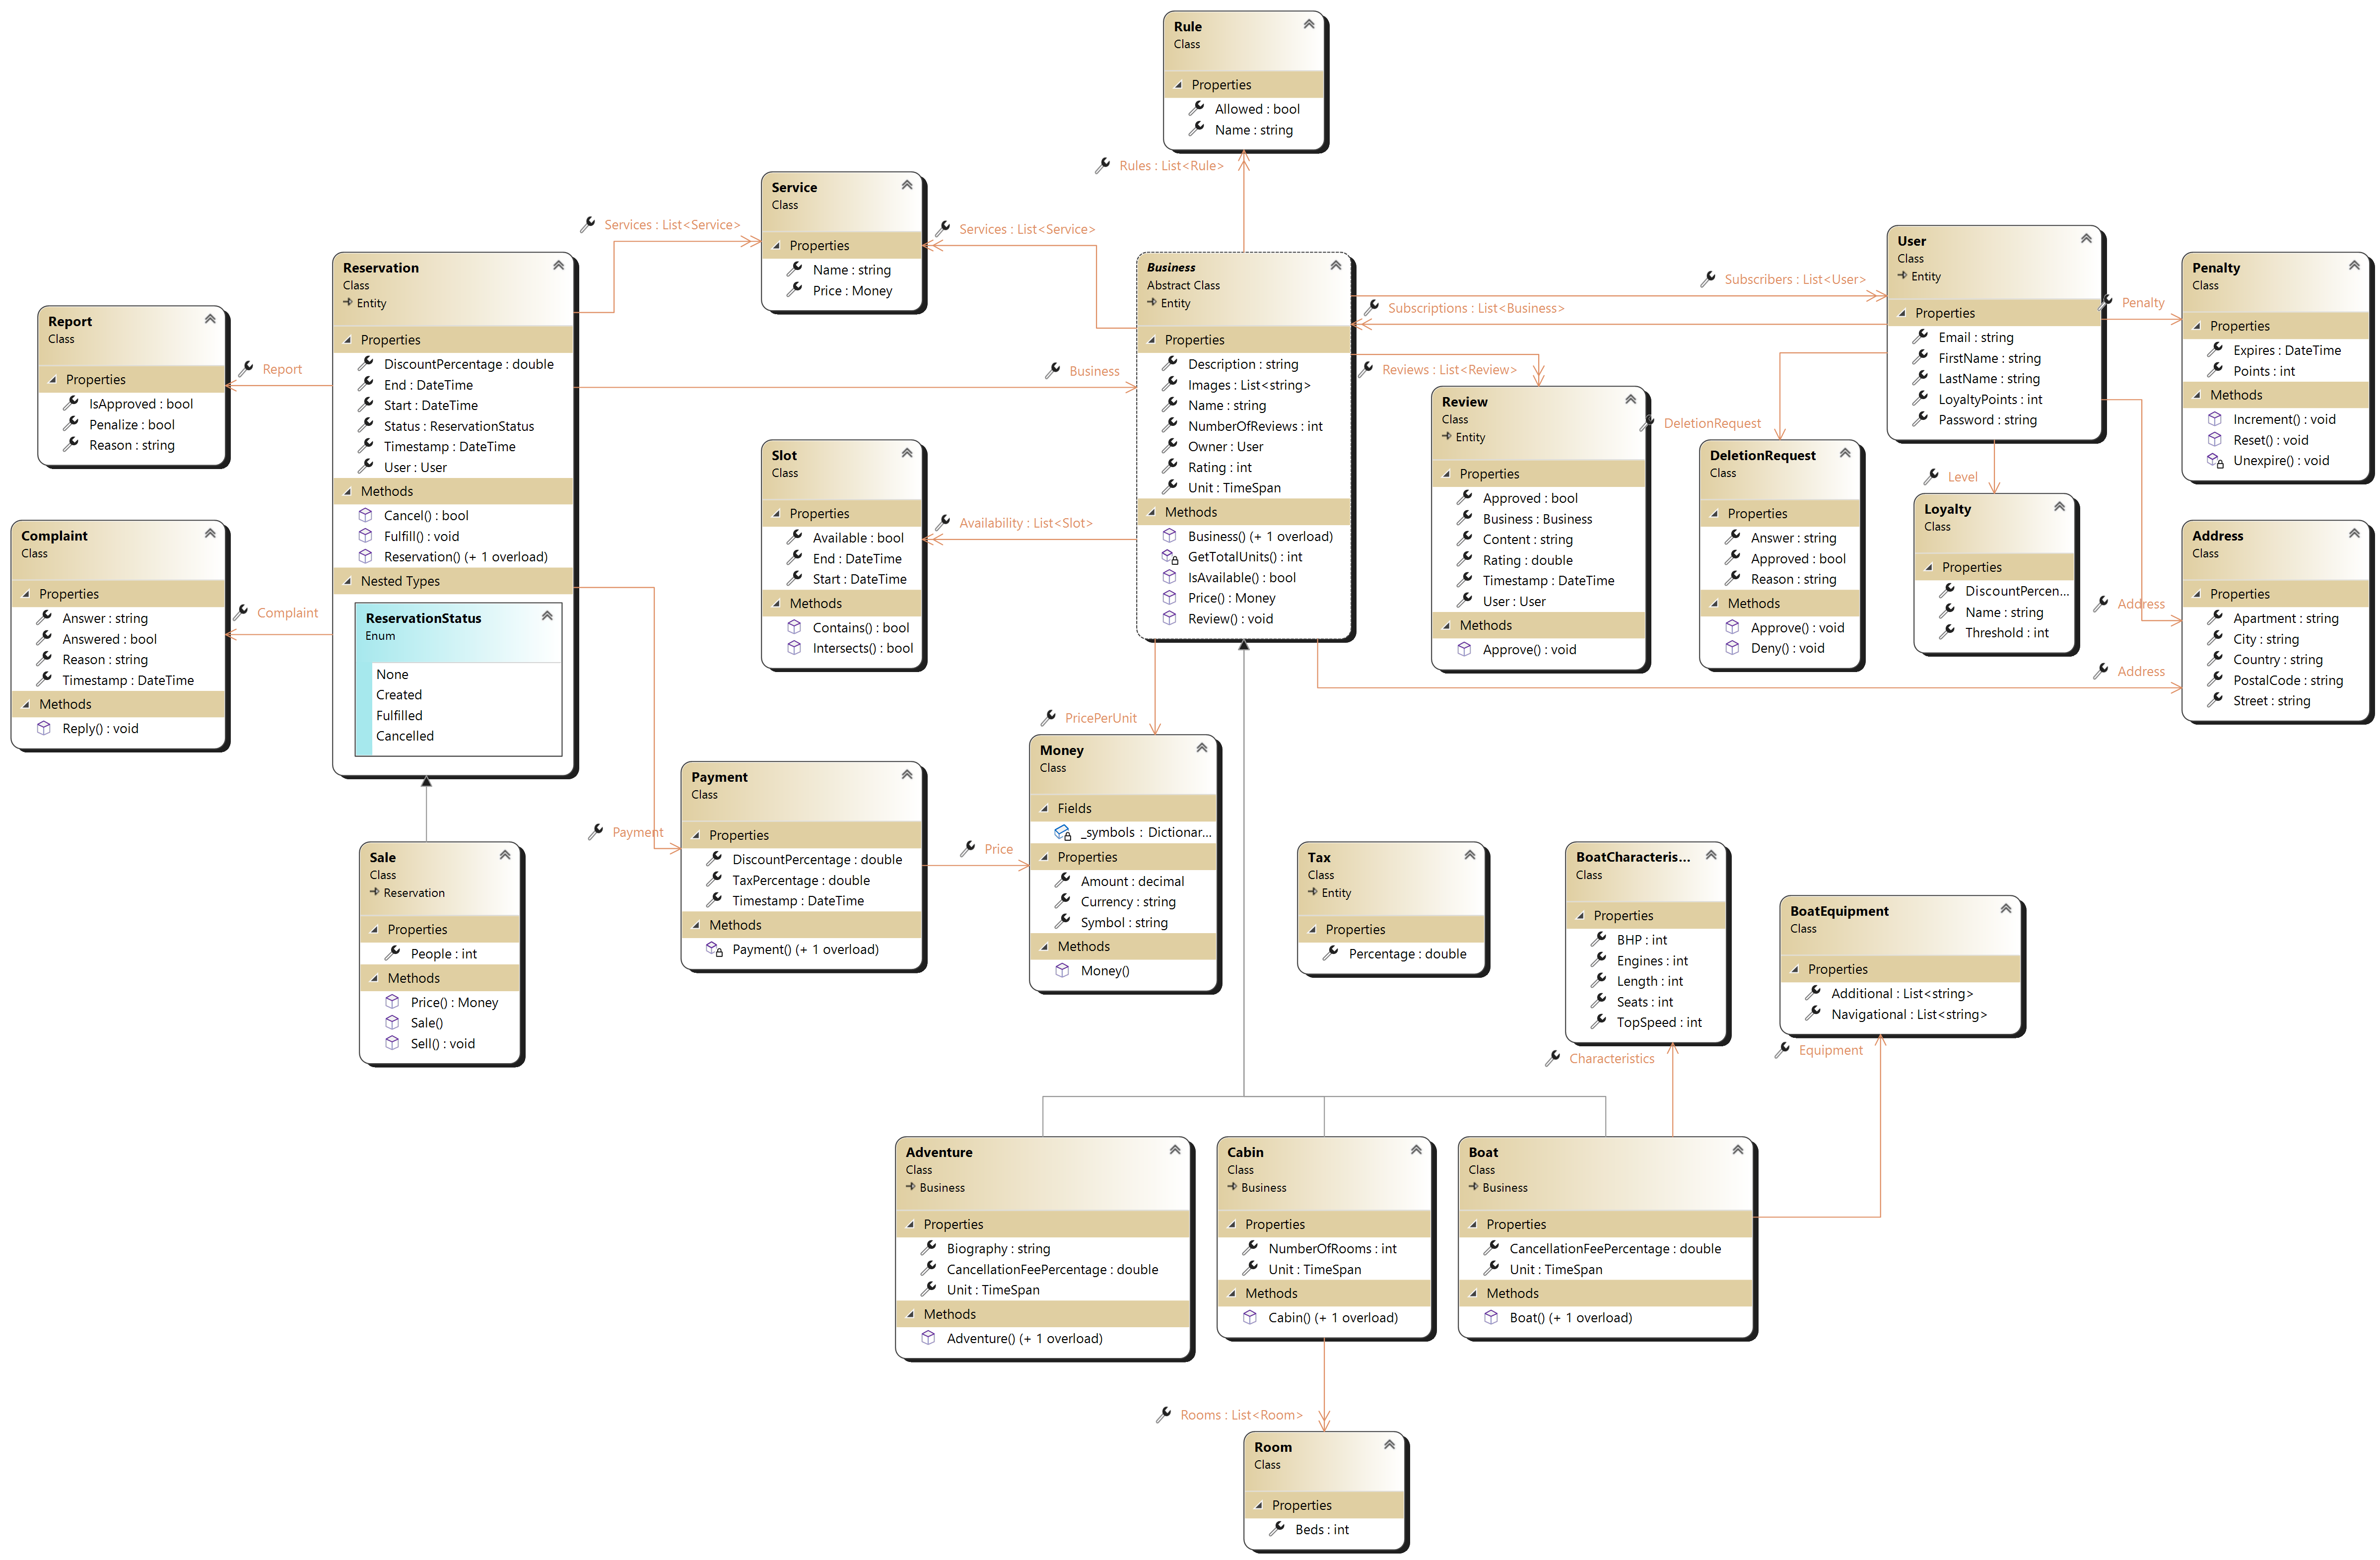 Rule
Class
Properties
Allowed : bool
Name : string
Rules : List<Rule>
Service
Class
Properties
Name : string
Price : Money
Services : List<Service>
Services : List<Service>
Reservation
Class
Entity
Properties
DiscountPercentage : double
End : DateTime
Start : DateTime
Status : ReservationStatus
Timestamp : DateTime
User : User
Methods
Cancel() : bool
Fulfill() : void
Reservation() (+ 1 overload)
Nested Types
ReservationStatus
Enum
None
Created
Fulfilled
Cancelled
Report
Class
Properties
IsApproved : bool
Penalize : bool
Reason : string
Report
Complaint
Class
Properties
Answer : string
Answered : bool
Reason : string
Timestamp : DateTime
Methods
Reply() : void
Complaint
Business
Business
Abstract Class
Entity
Properties
Description : string
Images : List<string>
Name : string
NumberOfReviews : int
Owner : User
Rating : int
Unit : TimeSpan
Methods
Business() (+ 1 overload)
GetTotalUnits() : int
IsAvailable() : bool
Price() : Money
Review() : void
Subscribers : List<User>
Subscriptions : List<Business>
Reviews : List<Review>
Slot
Class
Properties
Available : bool
End : DateTime
Start : DateTime
Methods
Contains() : bool
Intersects() : bool
Availability : List<Slot>
Review
Class
Entity
Properties
Approved : bool
Business : Business
Content : string
Rating : double
Timestamp : DateTime
User : User
Methods
Approve() : void
DeletionRequest
DeletionRequest
Class
Properties
Answer : string
Approved : bool
Reason : string
Methods
Approve() : void
Deny() : void
User
Class
Entity
Properties
Email : string
FirstName : string
LastName : string
LoyaltyPoints : int
Password : string
Penalty
Penalty
Class
Properties
Expires : DateTime
Points : int
Methods
Increment() : void
Reset() : void
Unexpire() : void
Level
Loyalty
Class
Properties
DiscountPercen...
Name : string
Threshold : int
Address
Address
Address
Class
Properties
Apartment : string
City : string
Country : string
PostalCode : string
Street : string
PricePerUnit
Money
Class
Fields
_symbols : Dictionar...
Properties
Amount : decimal
Currency : string
Symbol : string
Methods
Money()
Payment
Payment
Class
Properties
DiscountPercentage : double
TaxPercentage : double
Timestamp : DateTime
Methods
Payment() (+ 1 overload)
Price
Sale
Class
Reservation
Properties
People : int
Methods
Price() : Money
Sale()
Sell() : void
Tax
Class
Entity
Properties
Percentage : double
BoatCharacteris...
Class
Properties
BHP : int
Engines : int
Length : int
Seats : int
TopSpeed : int
Characteristics
BoatEquipment
Class
Properties
Additional : List<string>
Navigational : List<string>
Equipment
Adventure
Class
Business
Properties
Biography : string
CancellationFeePercentage : double
Unit : TimeSpan
Methods
Adventure() (+ 1 overload)
Cabin
Class
Business
Properties
NumberOfRooms : int
Unit : TimeSpan
Methods
Cabin() (+ 1 overload)
Boat
Class
Business
Properties
CancellationFeePercentage : double
Unit : TimeSpan
Methods
Boat() (+ 1 overload)
Rooms : List<Room>
Room
Class
Properties
Beds : int